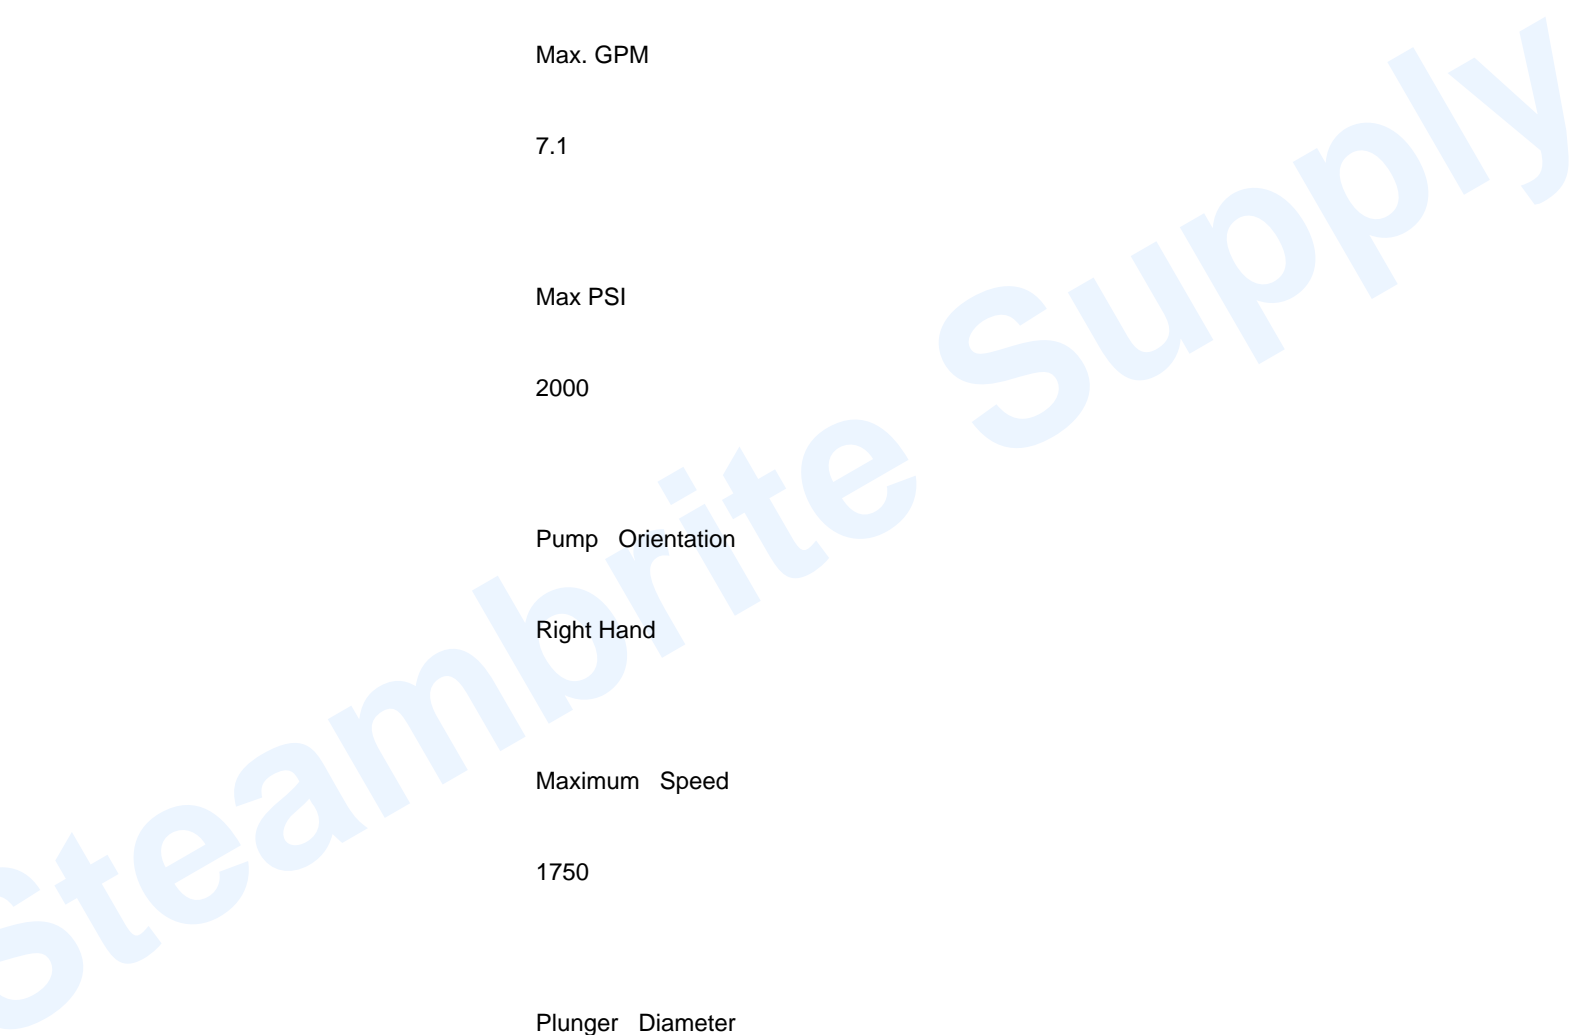 Max. GPM
7.1
Max PSI
2000
Pump Orientation
Right Hand
Maximum Speed
1750
Plunger Diameter
Steambrite Supply